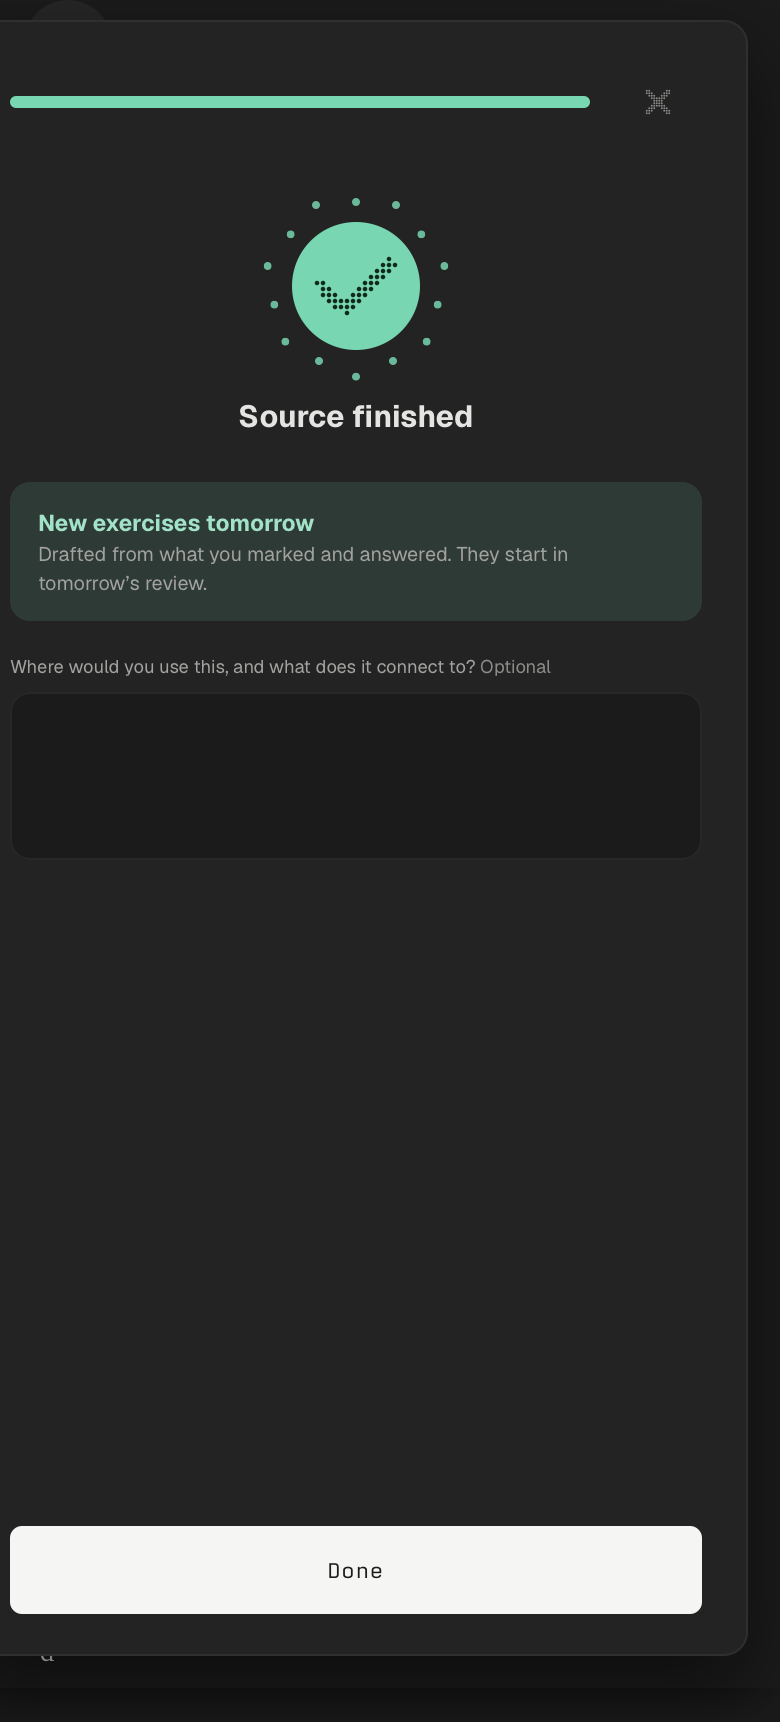 Source finished
New exercises tomorrow
Drafted from what you marked and answered. They start in
tomorrow’s review.
Where would you use this, and what does it connect to? Optional
Done